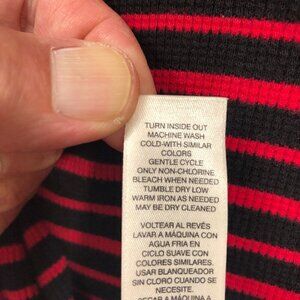 TURN INSIDE OUT
MACHINE WASH
COLD-WITH SIMILAR
COLORS
GENTLE CYCLE
ONLY NON-CHLORINE
BLEACH WHEN NEEDED
TUMBLE DRY LOW
WARM IRON AS NEEDED
MAY BE DRY CLEANED
VOLTEAR AL REVÉS
LAVAR A MÁQUINA CON
AGUA FRIA EN
CICLO SUAVE CON
COLORES SIMILARES.
USAR BLANQUEADOR
SIN CLORO CUANDO SE
NECESITE.
SECAR A MAQUINA A